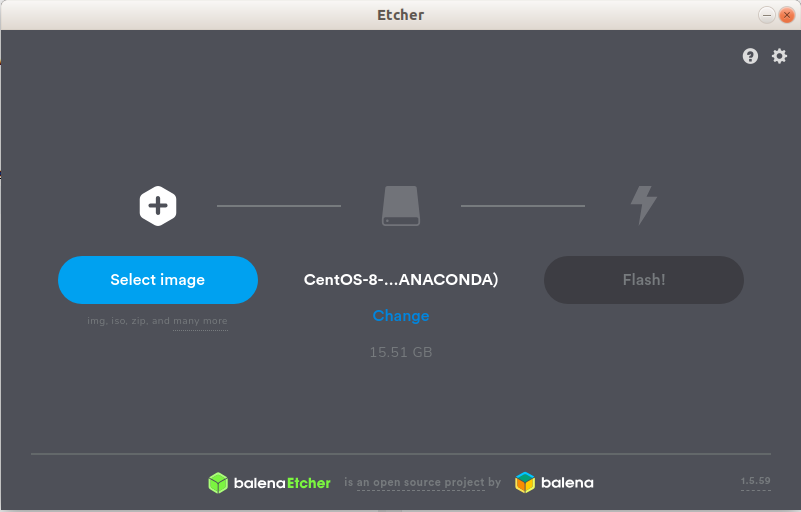 Etcher
Select image
img, iso, zip, and many more
CentOS-8-...ANACONDA)
Change
15.51 GB
Flash!
balenaEtcher is an open source project by balena
1.5.59